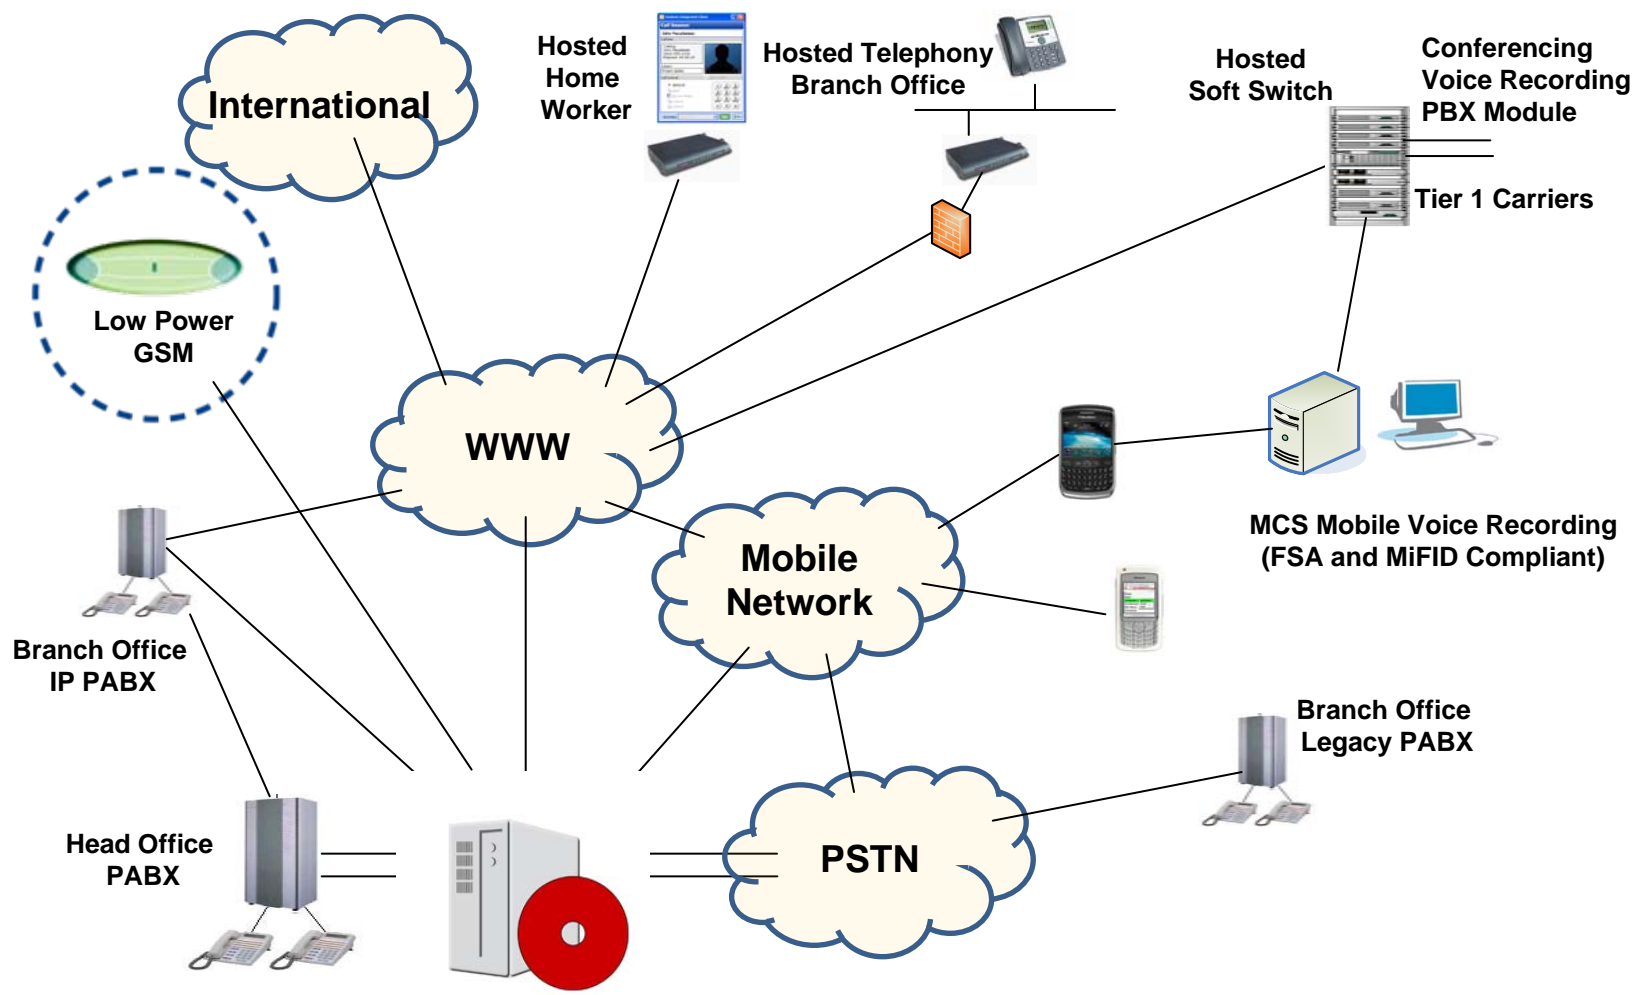 International
Hosted
Home
Worker
Hosted Telephony
Branch Office
Hosted
Soft Switch
Conferencing
Voice Recording
PBX Module
Tier 1 Carriers
Low Power
GSM
WWW
Mobile
Network
MCS Mobile Voice Recording
(FSA and MiFID Compliant)
Branch Office
IP PABX
Branch Office
Legacy PABX
Head Office
PABX
PSTN